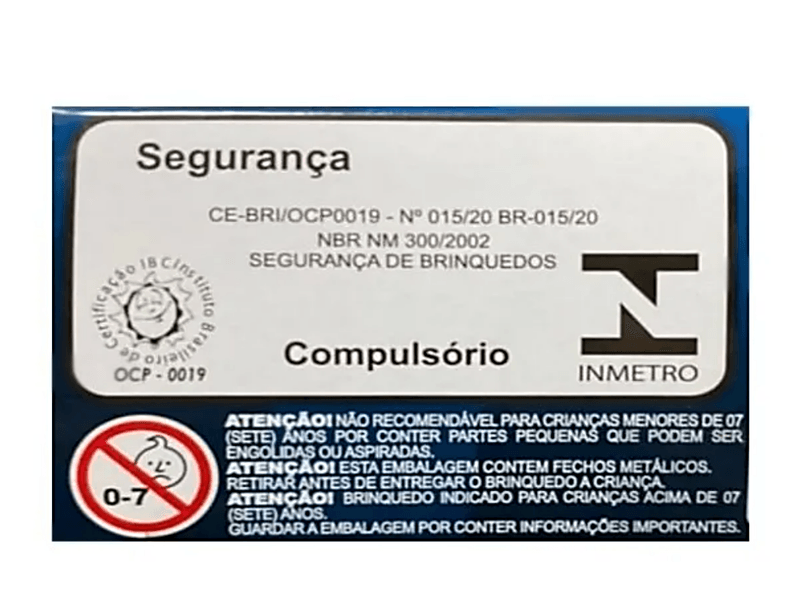 Segurança
CE-BRI/OCP0019 - Nº 015/20 BR-015/20
NBR NM 300/2002
SEGURANÇA DE BRINQUEDOS
IBC/Instituto Brasileiro de Certificação
OCP - 0019
Compulsório
INMETRO
0-7
ATENÇÃO! NÃO RECOMENDÁVEL PARA CRIANÇAS MENORES DE 07
(SETE) ANOS POR CONTER PARTES PEQUENAS QUE PODEM SER
ENGOLIDAS OU ASPIRADAS.
ATENÇÃO! ESTA EMBALAGEM CONTEM FECHOS METÁLICOS.
RETIRAR ANTES DE ENTREGAR O BRINQUEDO A CRIANÇA.
ATENÇÃO! BRINQUEDO INDICADO PARA CRIANÇAS ACIMA DE 07
(SETE) ANOS.
GUARDAR A EMBALAGEM POR CONTER INFORMAÇÕES IMPORTANTES.